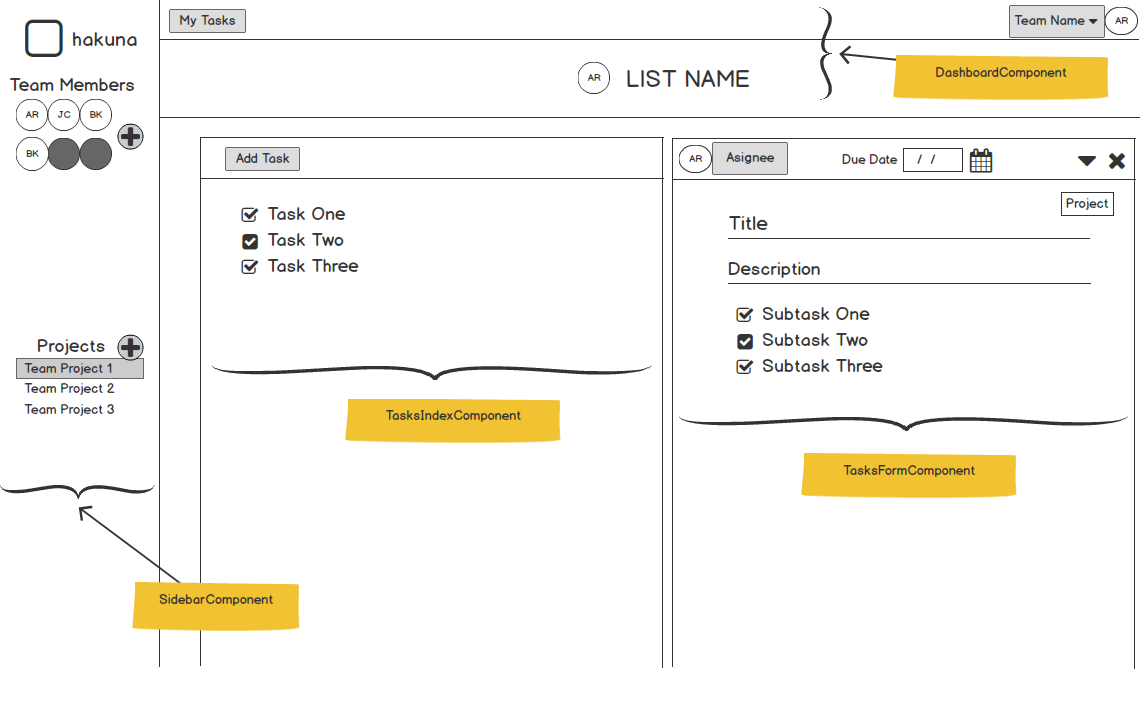 hakuna
Team Members
AR JC BK
BK
Projects
Team Project 1
Team Project 2
Team Project 3
SidebarComponent
My Tasks
Team Name
AR
DashboardComponent
AR LIST NAME
Add Task
Task One
Task Two
Task Three
TasksIndexComponent
AR Asignee Due Date / /
Project
Title
Description
Subtask One
Subtask Two
Subtask Three
TasksFormComponent